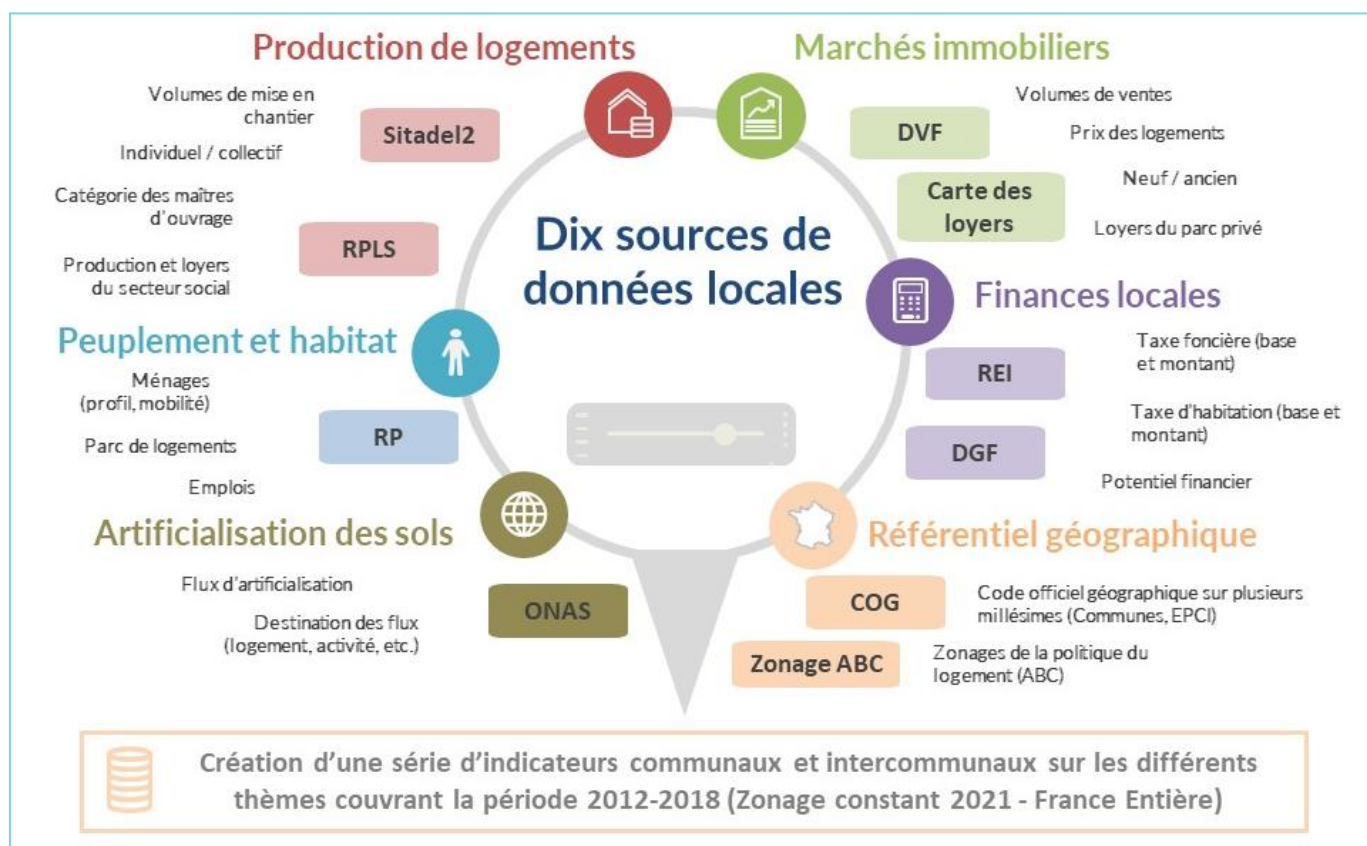 Production de logements
Volumes de mise en
chantier
Individuel / collectif
Sitadel2
Catégorie des maîtres
d'ouvrage
Production et loyers
du secteur social
RPLS
Marchés immobiliers
DVF
Volumes de ventes
Prix des logements
Carte des
loyers
Neuf / ancien
Loyers du parc privé
Dix sources de
données locales
Peuplement et habitat
Ménages
(profil, mobilité)
Parc de logements
Emplois
RP
Finances locales
REI
Taxe foncière (base
et montant)
DGF
Taxe d'habitation (base et
montant)
Potentiel financier
Artificialisation des sols
Flux d'artificialisation
Destination des flux
(logement, activité, etc.)
ONAS
Référentiel géographique
COG
Code officiel géographique sur plusieurs
millésimes (Communes, EPCI)
Zonage ABC
Zonages de la politique du
logement (ABC)
Création d'une série d'indicateurs communaux et intercommunaux sur les différents
thèmes couvrant la période 2012-2018 (Zonage constant 2021 - France Entière)